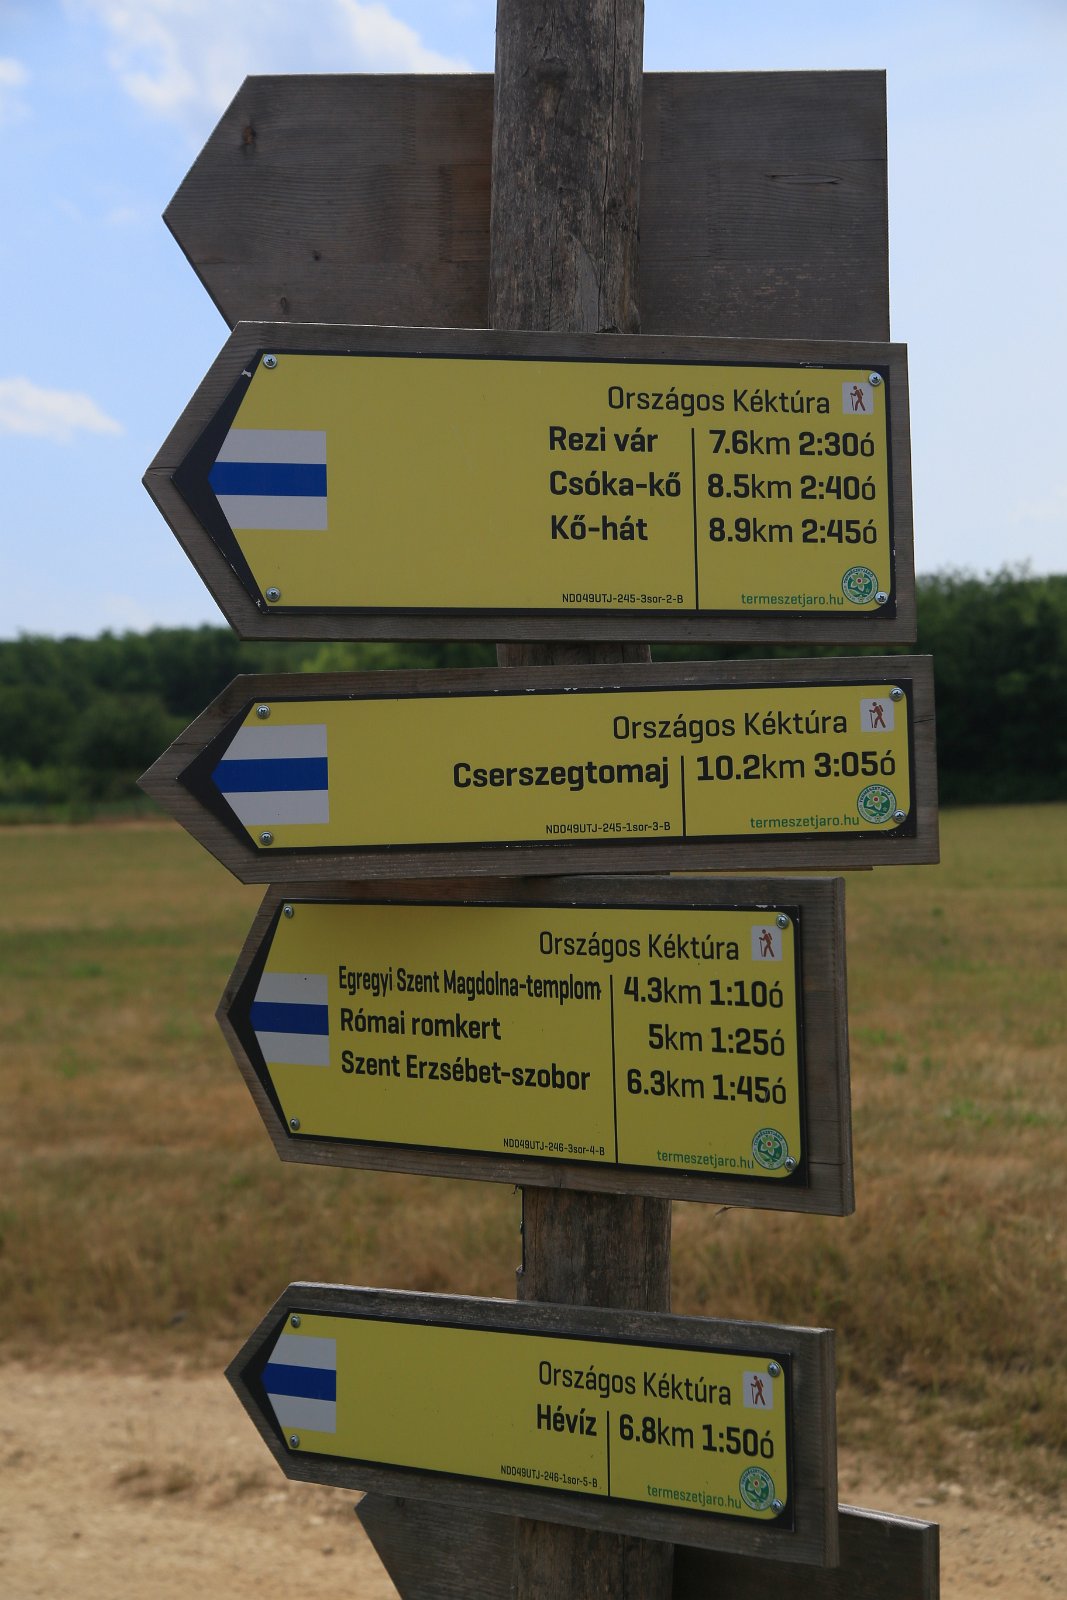 Országos Kéktúra
Rezi vár 7.6km 2:30ó
Csóka-kő 8.5km 2:40ó
Kő-hát 8.9km 2:45ó
ND049UTJ-245-3sor-2-B termeszetjaro.hu
Országos Kéktúra
Cserszegtomaj 10.2km 3:05ó
ND049UTJ-245-1sor-3-B termeszetjaro.hu
Országos Kéktúra
Egregyi Szent Magdolna-templom 4.3km 1:10ó
Római romkert 5km 1:25ó
Szent Erzsébet-szobor 6.3km 1:45ó
ND049UTJ-246-3sor-4-B termeszetjaro.hu
Országos Kéktúra
Hévíz 6.8km 1:50ó
ND049UTJ-246-1sor-5-B termeszetjaro.hu